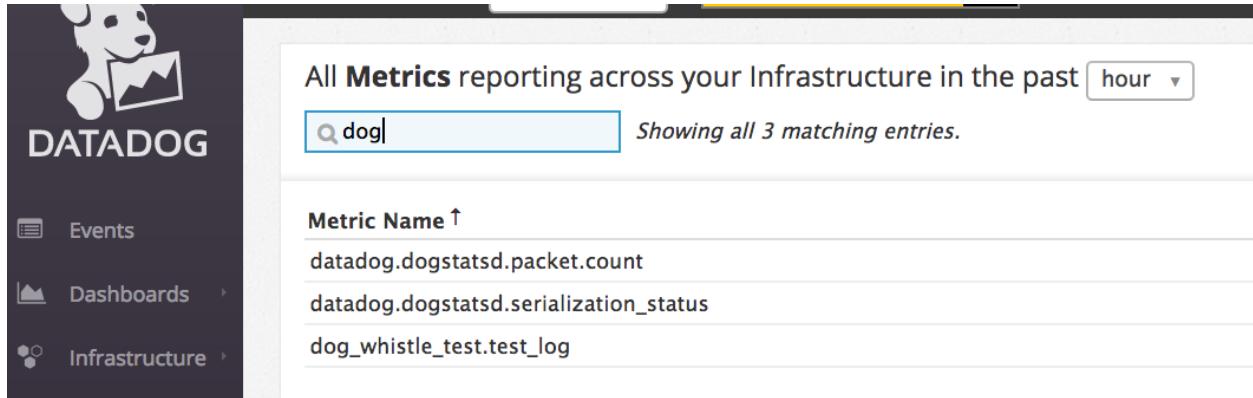 DATADOG
Events
Dashboards
Infrastructure
All Metrics reporting across your Infrastructure in the past hour
dog
Showing all 3 matching entries.
Metric Name ↑
datadog.dogstatsd.packet.count
datadog.dogstatsd.serialization_status
dog_whistle_test.test_log